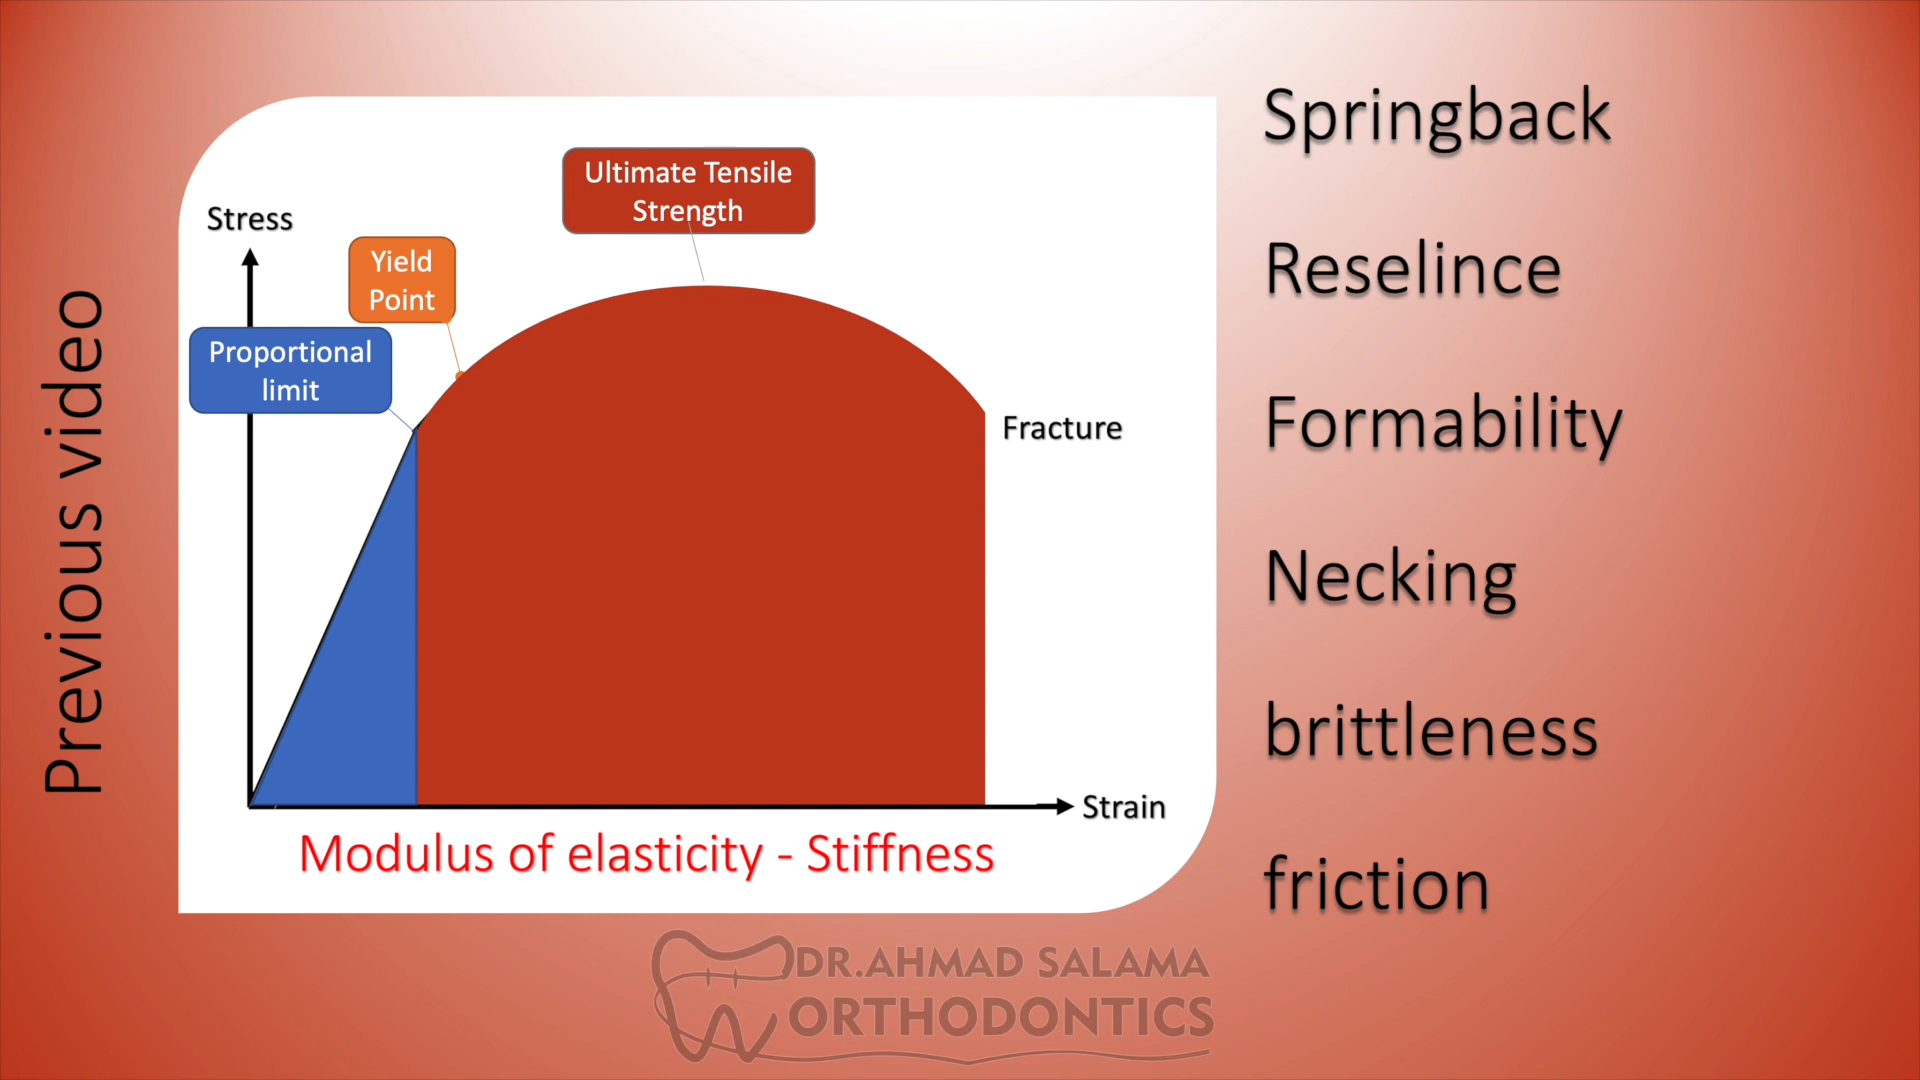 Previous video
Stress
Ultimate Tensile
Strength
Yield
Point
Proportional
limit
Fracture
Strain
Modulus of elasticity - Stiffness
Springback
Reselince
Formability
Necking
brittleness
friction
DR.AHMAD SALAMA
ORTHODONTICS